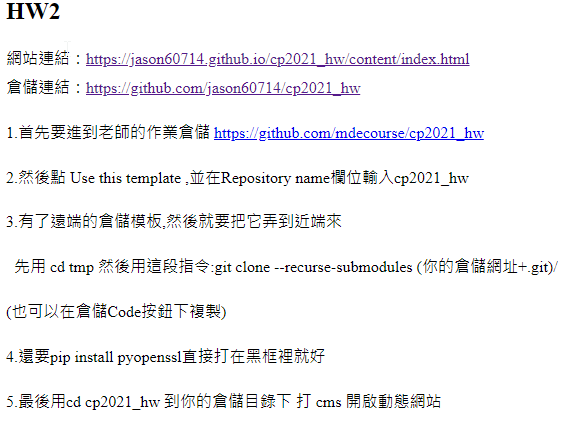 HW2
網站連結：https://jason60714.github.io/cp2021_hw/content/index.html
倉儲連結：https://github.com/jason60714/cp2021_hw
1.首先要進到老師的作業倉儲 https://github.com/mdecourse/cp2021_hw
2.然後點 Use this template ,並在Repository name欄位輸入cp2021_hw
3.有了遠端的倉儲模板,然後就要把它弄到近端來
先用 cd tmp 然後用這段指令:git clone --recurse-submodules (你的倉儲網址+.git)/
(也可以在倉儲Code按鈕下複製)
4.還要pip install pyopenssl直接打在黑框裡就好
5.最後用cd cp2021_hw 到你的倉儲目錄下 打 cms 開啟動態網站